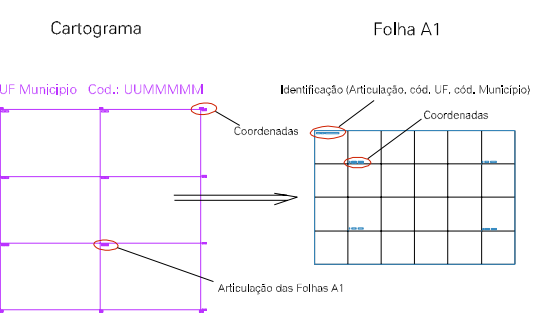 Cartograma
Folha A1
UF Município Cod.: UUMMMMM
Identificação (Articulação, cód. UF, cód. Município)
Coordenadas
Coordenadas
Articulação das Folhas A1